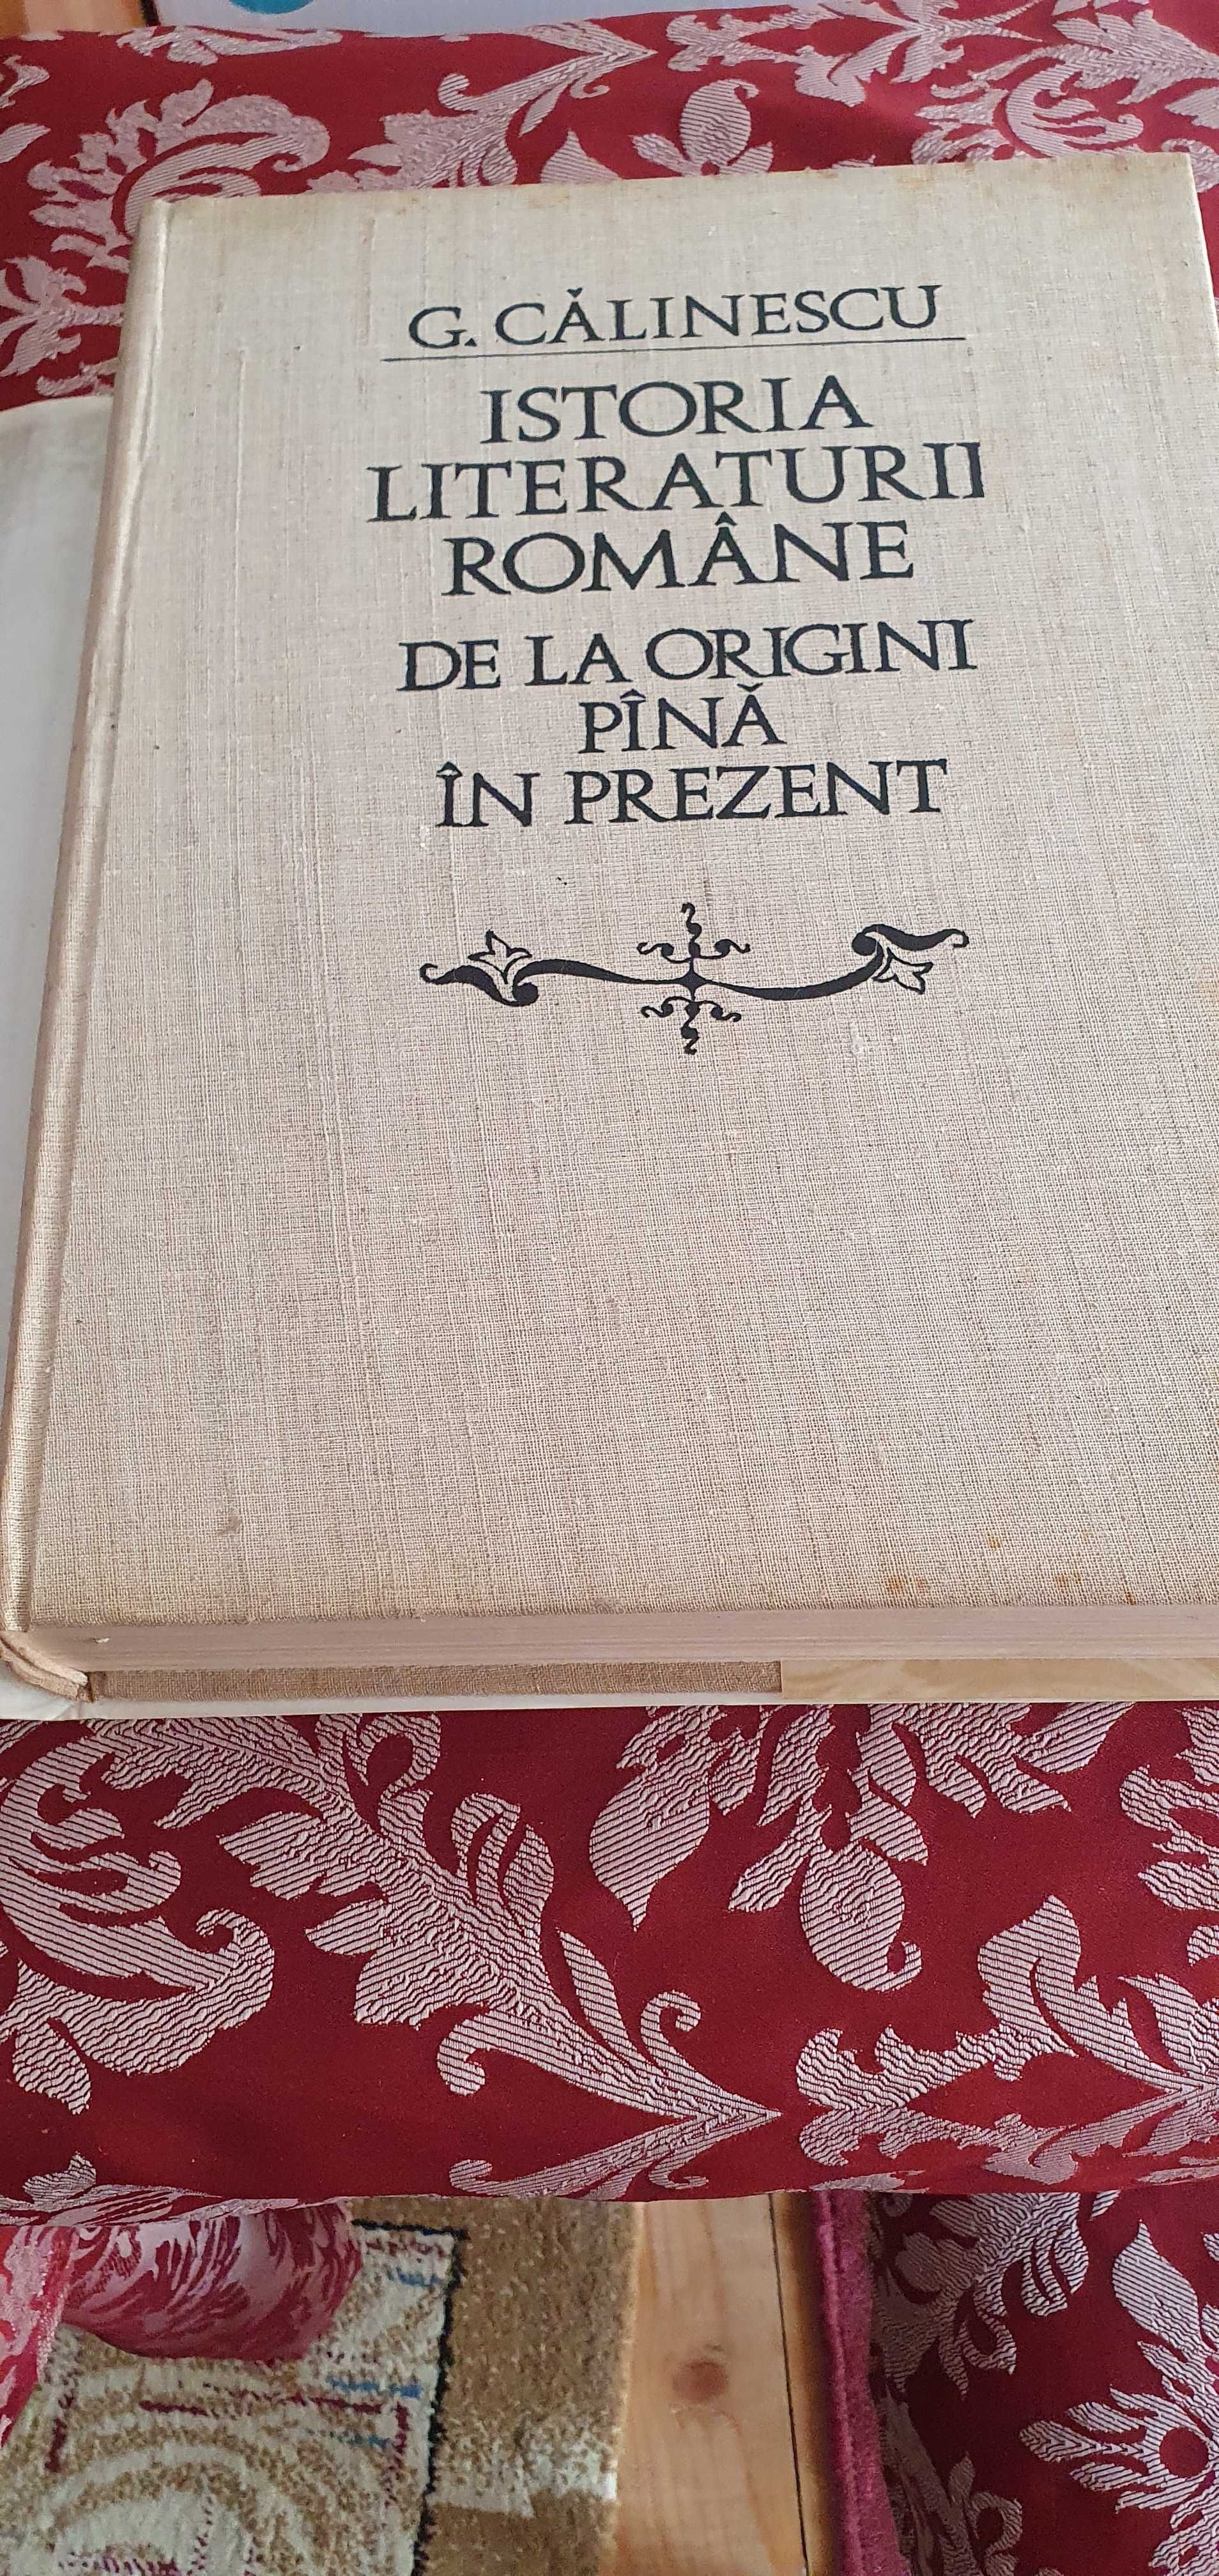 G. CĂLINESCU
ISTORIA
LITERATURII
ROMÂNE
DE LA ORIGINI
PÎNĂ
ÎN PREZENT